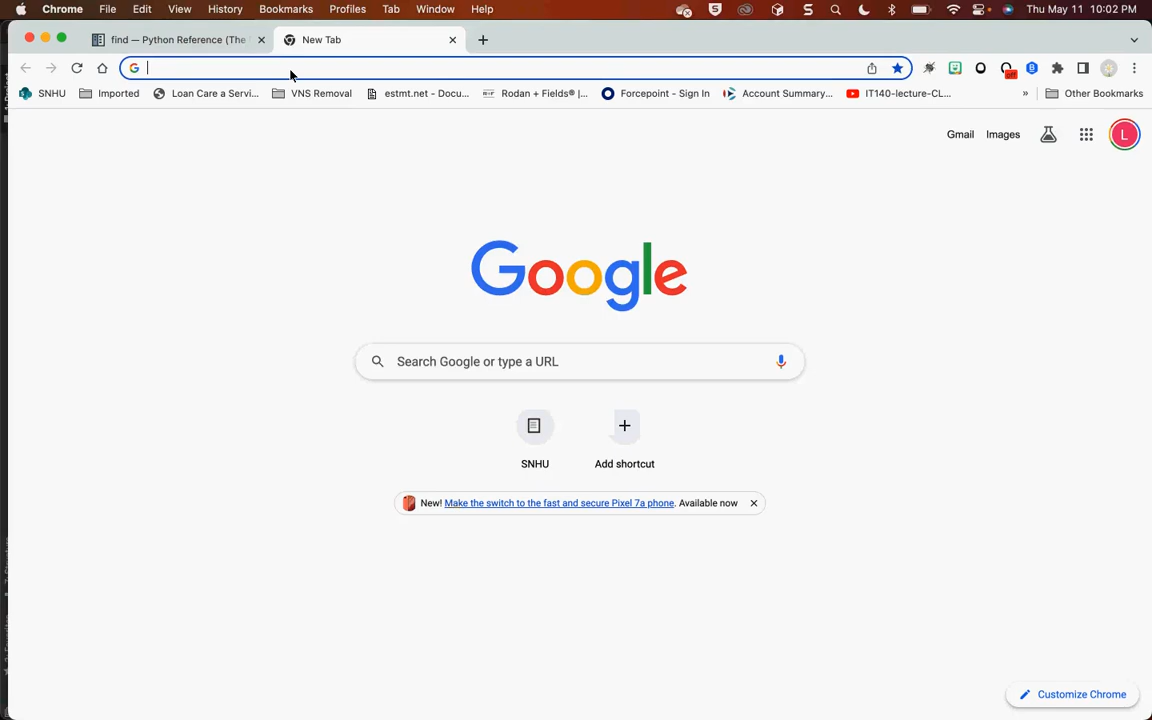 Chrome File Edit View History Bookmarks Profiles Tab Window Help Thu May 11 10:02 PM
find — Python Reference (The New Tab
SNHU Imported Loan Care a Servi... VNS Removal estmt.net - Docu... Rodan + Fields® |... Forcepoint - Sign In Account Summary... IT140-lecture-CL... » Other Bookmarks
Gmail Images L
Google
Search Google or type a URL
SNHU Add shortcut
New! Make the switch to the fast and secure Pixel 7a phone. Available now
Customize Chrome